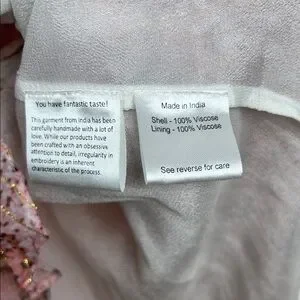 You have fantastic taste!
This garment from India has been
carefully handmade with a lot
of love. While our products have
been crafted with an obsessive
attention to detail, irregularity in
embroidery is an inherent
characteristic of the process.
Made in India
Shell - 100% Viscose
Lining - 100% Viscose
See reverse for care